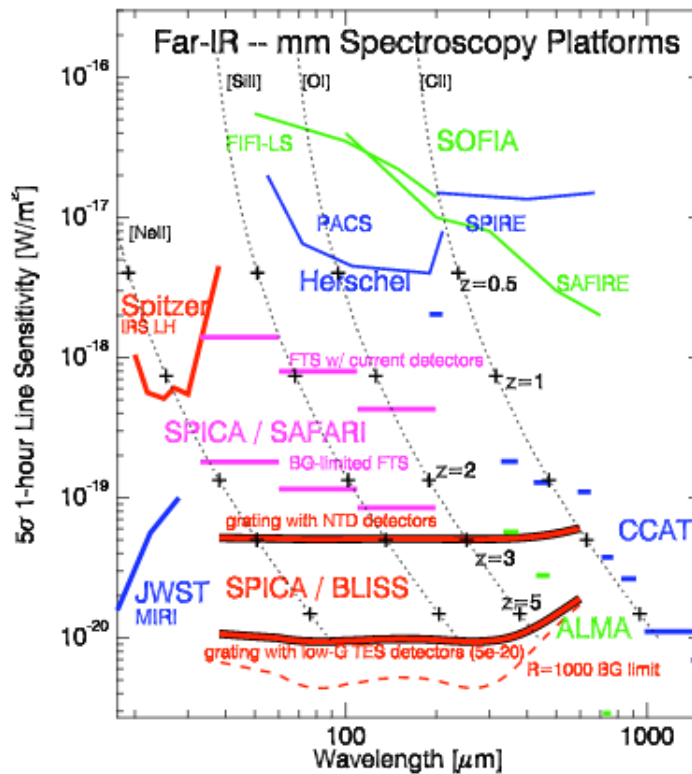 Far-IR -- mm Spectroscopy Platforms
10⁻¹⁶
[SiII]
[OI]
[CII]
FIFI-LS
SOFIA
10⁻¹⁷
PACS
SPIRE
[NeII]
Herschel
z=0.5
SAFIRE
Spitzer
IRS LH
10⁻¹⁸
FTS w/ current detectors
z=1
SPICA / SAFARI
BG-limited FTS
z=2
10⁻¹⁹
grating with NTD detectors
CCAT
z=3
JWST
MIRI
SPICA / BLISS
z=5
ALMA
10⁻²⁰
grating with low-G TES detectors (5e-20)
R=1000 BG limit
5σ 1-hour Line Sensitivity [W/m²]
100
1000
Wavelength [μm]